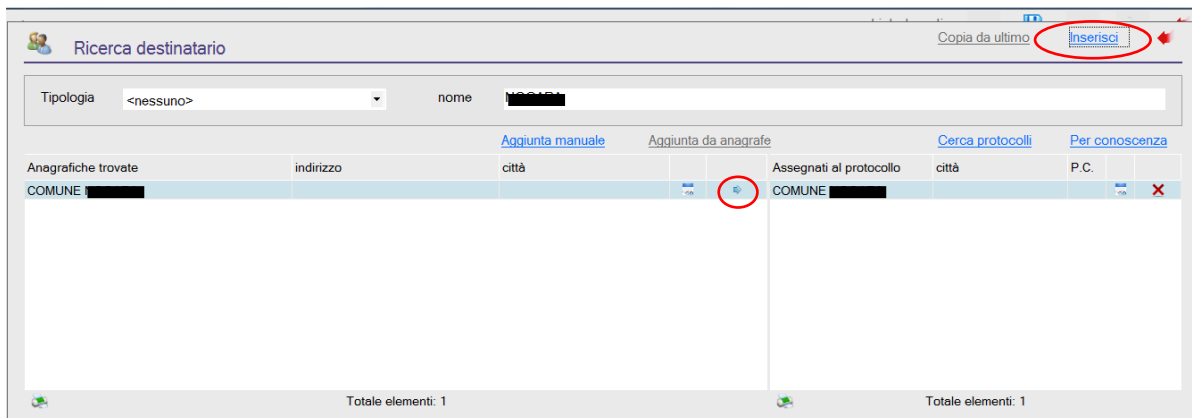 Ricerca destinatario Copia da ultimo Inserisci
Tipologia <nessuno> nome
Aggiunta manuale Aggiunta da anagrafe Cerca protocolli Per conoscenza
Anagrafiche trovate indirizzo città Assegnati al protocollo città P.C.
COMUNE COMUNE
Totale elementi: 1 Totale elementi: 1